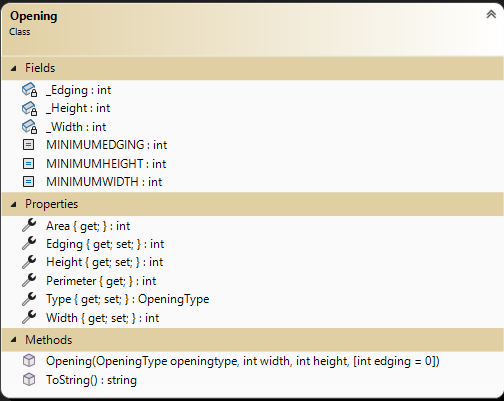 Opening
Class
Fields
_Edging : int
_Height : int
_Width : int
MINIMUMEDGING : int
MINIMUMHEIGHT : int
MINIMUMWIDTH : int
Properties
Area { get; } : int
Edging { get; set; } : int
Height { get; set; } : int
Perimeter { get; } : int
Type { get; set; } : OpeningType
Width { get; set; } : int
Methods
Opening(OpeningType openingtype, int width, int height, [int edging = 0])
ToString() : string